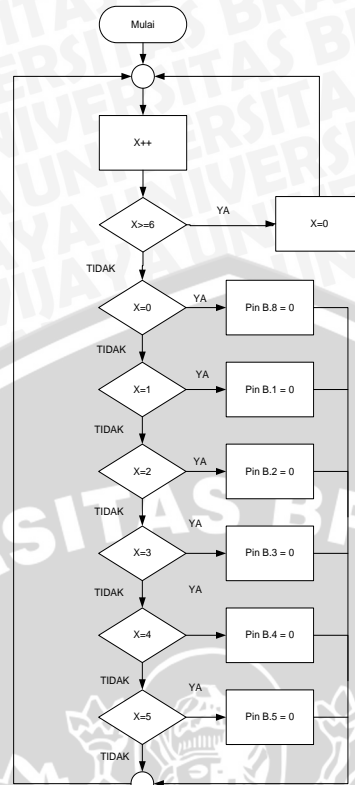 Mulai
X++
X>=6
YA
X=0
TIDAK
X=0
YA
Pin B.8 = 0
TIDAK
X=1
YA
Pin B.1 = 0
TIDAK
X=2
YA
Pin B.2 = 0
TIDAK
X=3
YA
Pin B.3 = 0
TIDAK
YA
X=4
Pin B.4 = 0
TIDAK
YA
X=5
Pin B.5 = 0
TIDAK